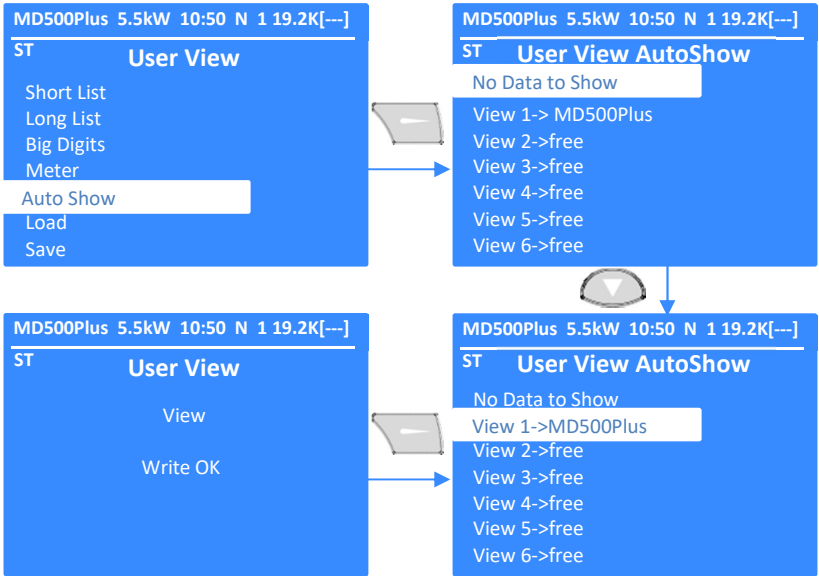 MD500Plus 5.5kW 10:50 N 1 19.2K[---]
ST
User View
Short List
Long List
Big Digits
Meter
Auto Show
Load
Save
MD500Plus 5.5kW 10:50 N 1 19.2K[---]
ST
User View AutoShow
No Data to Show
View 1-> MD500Plus
View 2->free
View 3->free
View 4->free
View 5->free
View 6->free
MD500Plus 5.5kW 10:50 N 1 19.2K[---]
ST
User View
View
Write OK
MD500Plus 5.5kW 10:50 N 1 19.2K[---]
ST
User View AutoShow
No Data to Show
View 1->MD500Plus
View 2->free
View 3->free
View 4->free
View 5->free
View 6->free